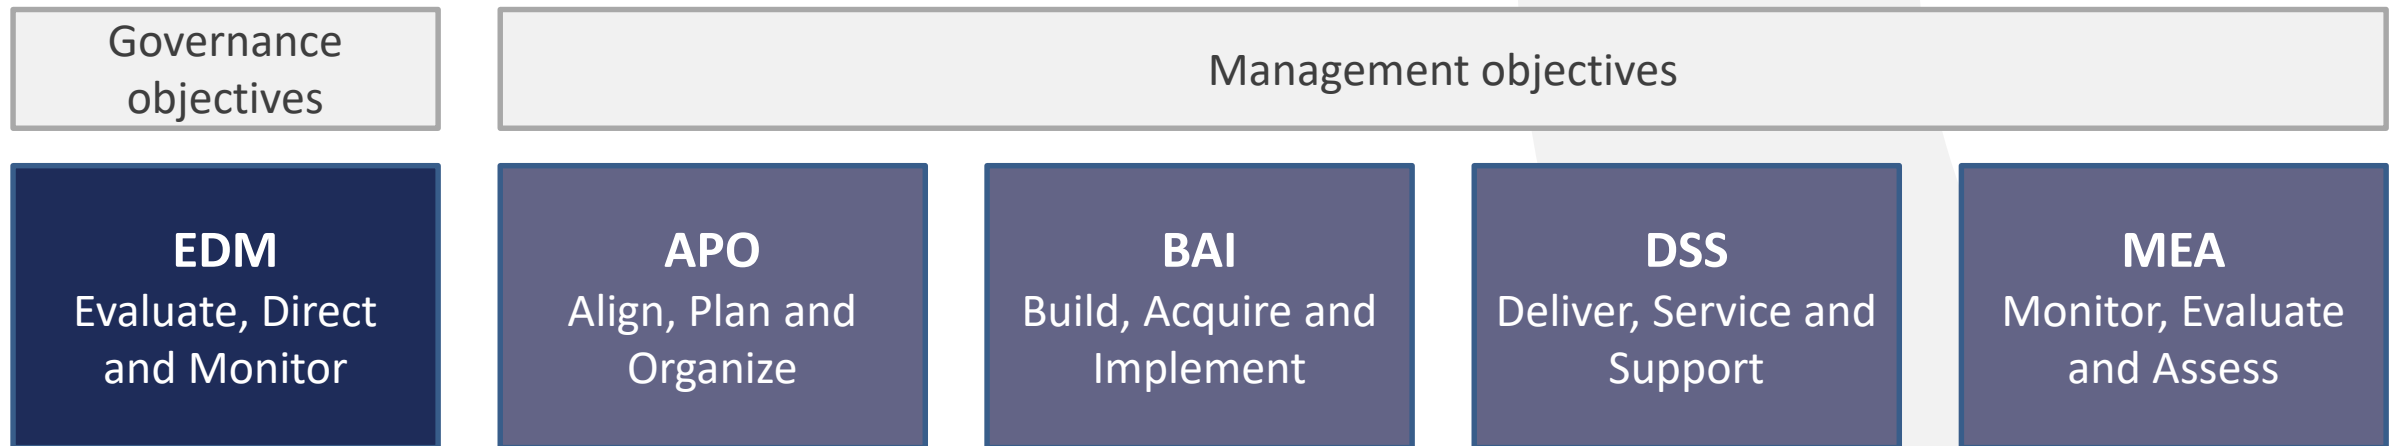 Governance
objectives
Management objectives
EDM
Evaluate, Direct
and Monitor
APO
Align, Plan and
Organize
BAI
Build, Acquire and
Implement
DSS
Deliver, Service and
Support
MEA
Monitor, Evaluate
and Assess